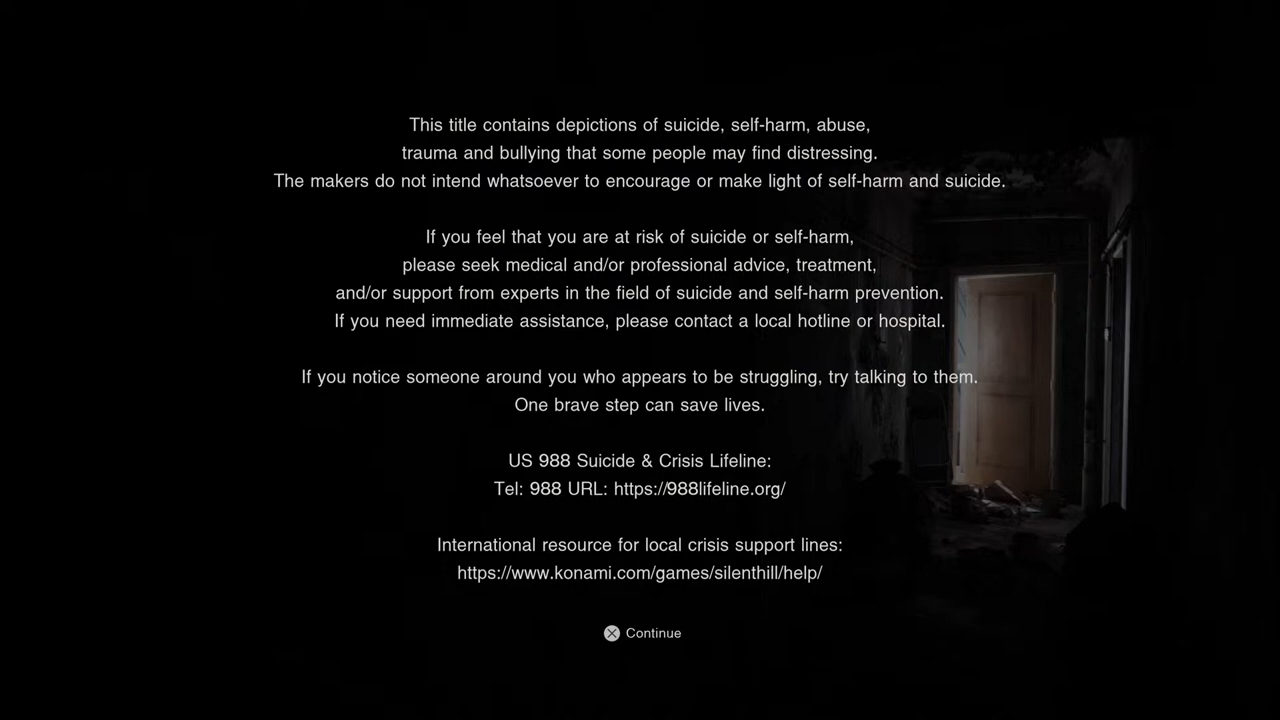 This title contains depictions of suicide, self-harm, abuse,
trauma and bullying that some people may find distressing.
The makers do not intend whatsoever to encourage or make light of self-harm and suicide.
If you feel that you are at risk of suicide or self-harm,
please seek medical and/or professional advice, treatment,
and/or support from experts in the field of suicide and self-harm prevention.
If you need immediate assistance, please contact a local hotline or hospital.
If you notice someone around you who appears to be struggling, try talking to them.
One brave step can save lives.
US 988 Suicide & Crisis Lifeline:
Tel: 988 URL: https://988lifeline.org/
International resource for local crisis support lines:
https://www.konami.com/games/silenthill/help/
Continue